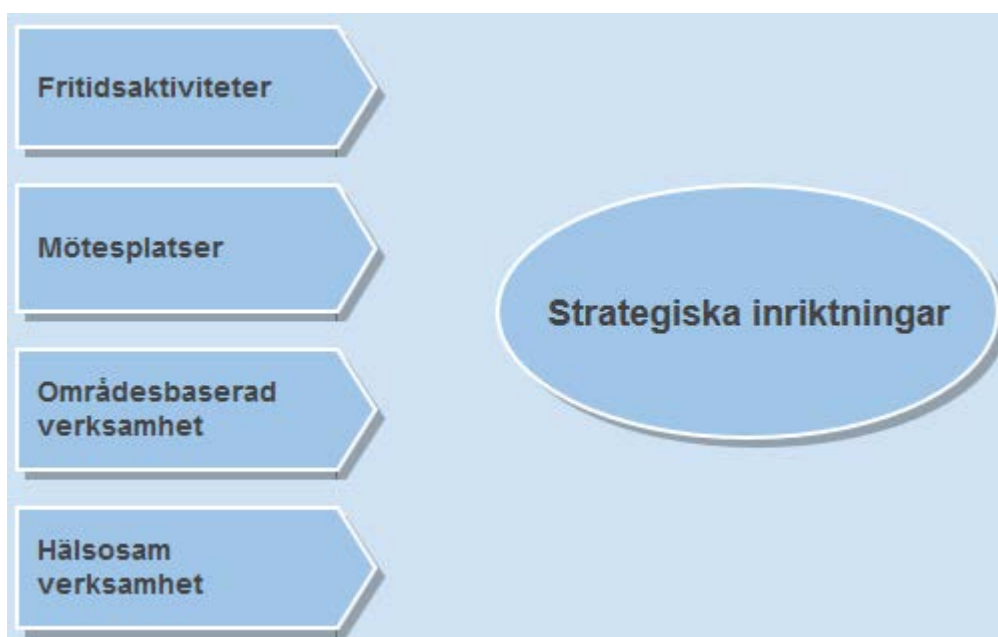 Fritidsaktiviteter
Mötesplatser
Områdesbaserad
verksamhet
Hälsosam
verksamhet
Strategiska inriktningar